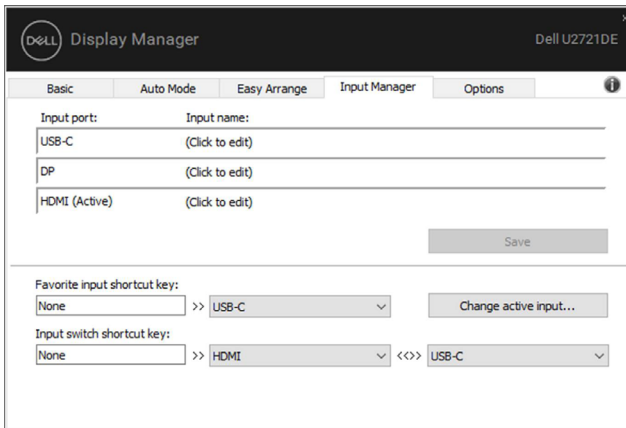 DELL Display Manager Dell U2721DE
Basic Auto Mode Easy Arrange Input Manager Options
Input port: Input name:
USB-C (Click to edit)
DP (Click to edit)
HDMI (Active) (Click to edit)
Save
Favorite input shortcut key:
None >> USB-C Change active input...
Input switch shortcut key:
None >> HDMI <<>> USB-C